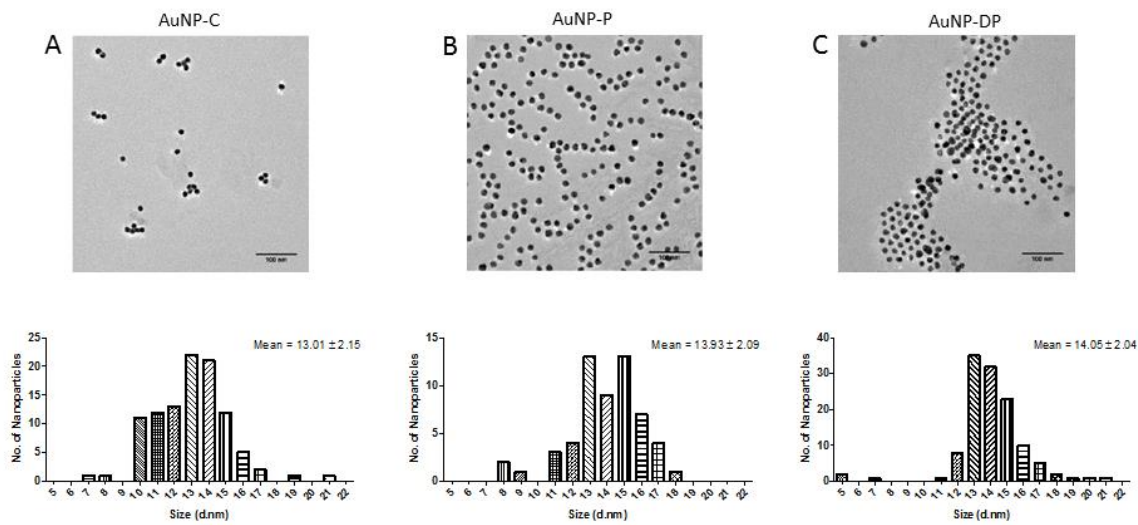 AuNP-C
AuNP-P
AuNP-DP
A
B
C
100 nm
100 nm
100 nm
Mean = 13.01 ± 2.15
No. of Nanoparticles
25
20
15
10
5
0
5 6 7 8 9 10 11 12 13 14 15 16 17 18 19 20 21 22
Size (d.nm)
Mean = 13.93 ± 2.09
No. of Nanoparticles
15
10
5
0
5 6 7 8 9 10 11 12 13 14 15 16 17 18 19 20 21 22
Size (d.nm)
Mean = 14.05 ± 2.04
No. of Nanoparticles
40
30
20
10
0
5 6 7 8 9 10 11 12 13 14 15 16 17 18 19 20 21 22
Size (d.nm)